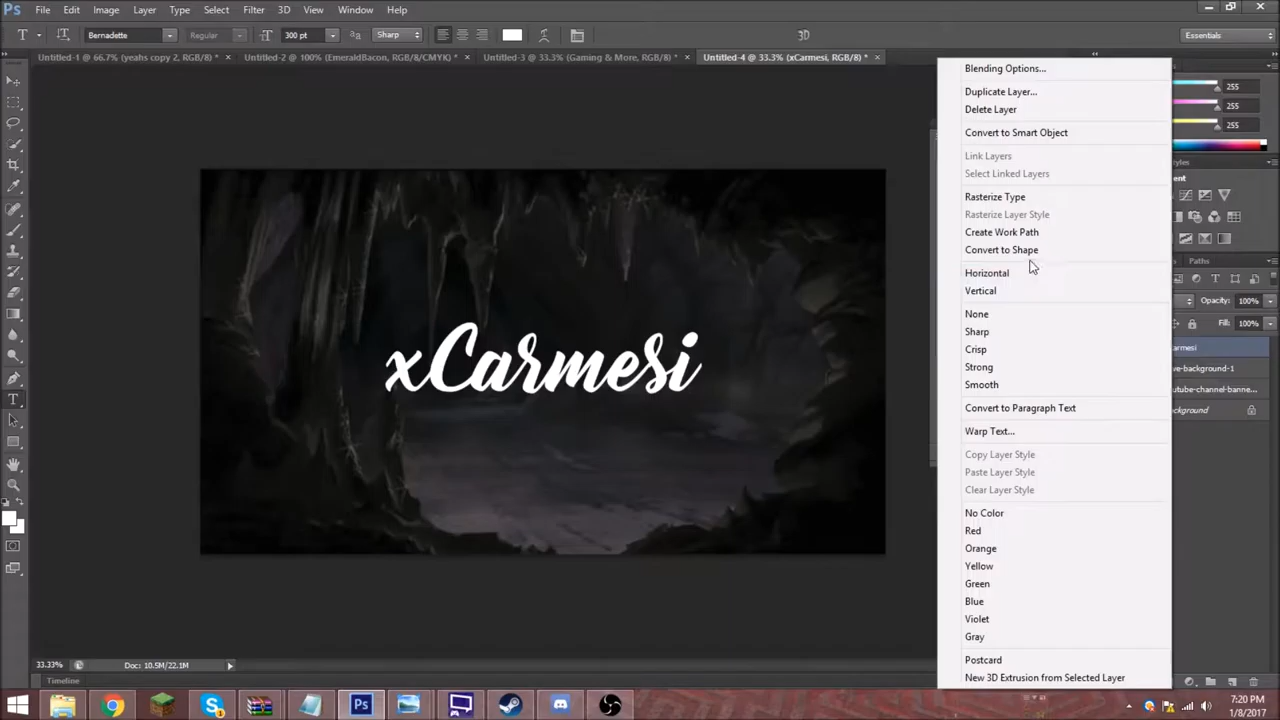 Ps File Edit Image Layer Type Select Filter 3D View Window Help
T Bernadette Regular 300 pt aa Sharp 3D Essentials
Untitled-1 @ 66.7% (yeahs copy 2, RGB/8) * × Untitled-2 @ 100% (EmeraldBacon, RGB/8/CMYK) * × Untitled-3 @ 33.3% (Gaming & More, RGB/8) * × Untitled-4 @ 33.3% (xCarmesi, RGB/8) * ×
Blending Options...
255
Duplicate Layer...
255
Delete Layer
255
Convert to Smart Object
Link Layers
Select Linked Layers
Rasterize Type
Rasterize Layer Style
Create Work Path
Convert to Shape
Paths
Horizontal
Vertical
Opacity: 100%
None
Fill: 100%
Sharp
Crisp
Strong
Smooth
xCarmesi
Convert to Paragraph Text
Warp Text...
Copy Layer Style
Paste Layer Style
Clear Layer Style
No Color
Red
Orange
Yellow
Green
Blue
Violet
Gray
Postcard
New 3D Extrusion from Selected Layer
33.33% Doc: 10.5M/22.1M
Timeline
7:20 PM
1/8/2017